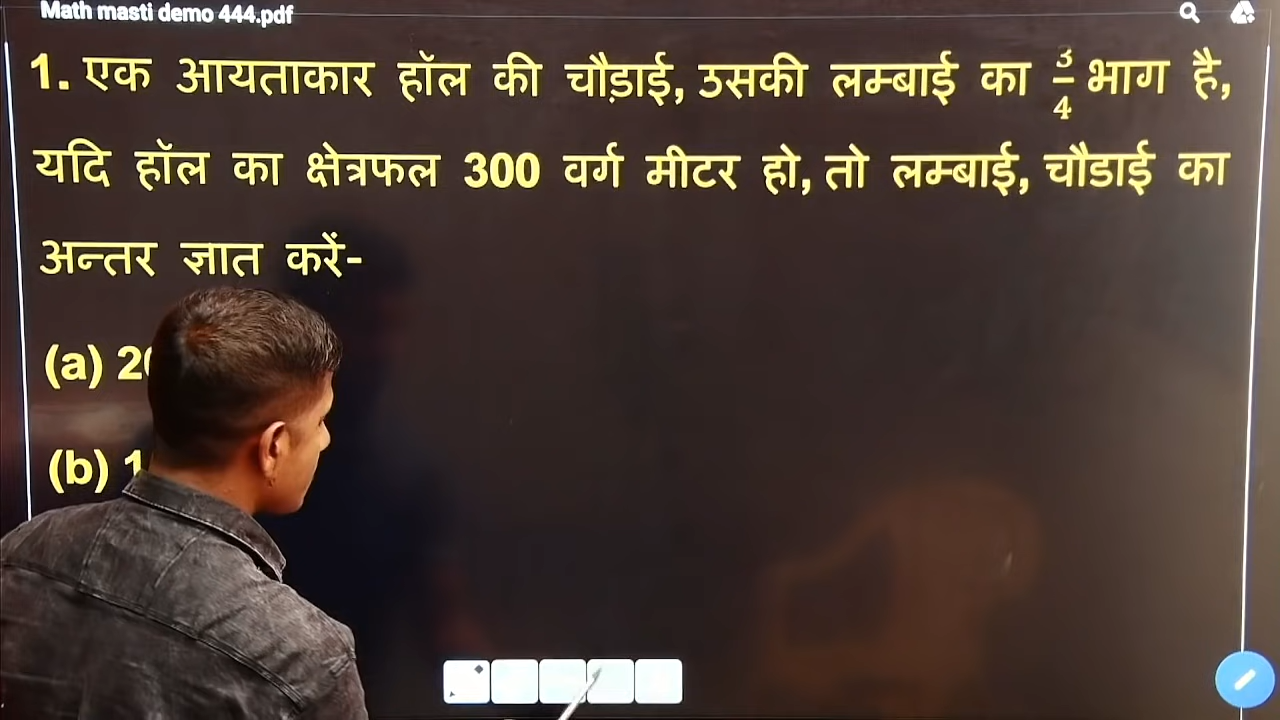 Math masti demo 444.pdf
1. एक आयताकार हॉल की चौड़ाई, उसकी लम्बाई का 3/4 भाग है,
यदि हॉल का क्षेत्रफल 300 वर्ग मीटर हो, तो लम्बाई, चौडाई का
अन्तर ज्ञात करें-
(a)
(b)